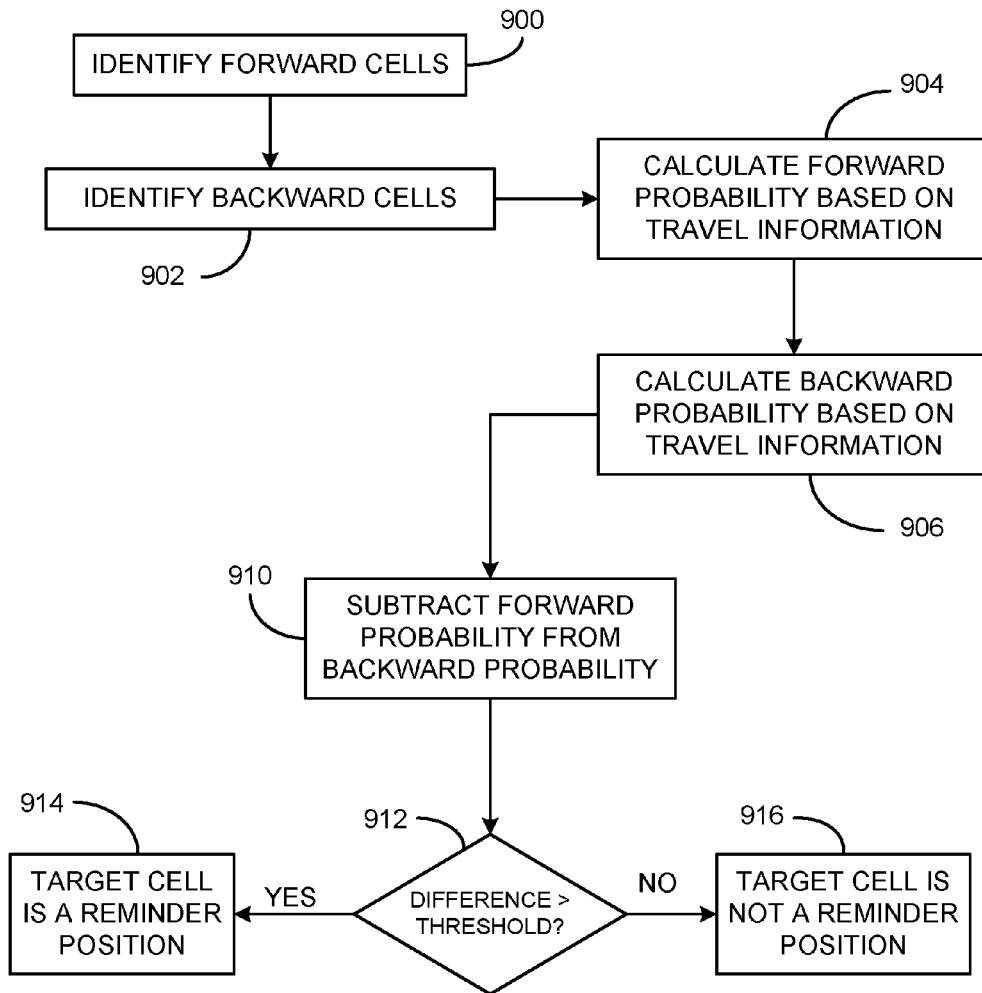 900
IDENTIFY FORWARD CELLS
904
CALCULATE FORWARD
PROBABILITY BASED ON
TRAVEL INFORMATION
IDENTIFY BACKWARD CELLS
902
CALCULATE BACKWARD
PROBABILITY BASED ON
TRAVEL INFORMATION
906
910
SUBTRACT FORWARD
PROBABILITY FROM
BACKWARD PROBABILITY
914
912
916
TARGET CELL
IS A REMINDER
POSITION
YES
DIFFERENCE >
THRESHOLD?
NO
TARGET CELL IS
NOT A REMINDER
POSITION